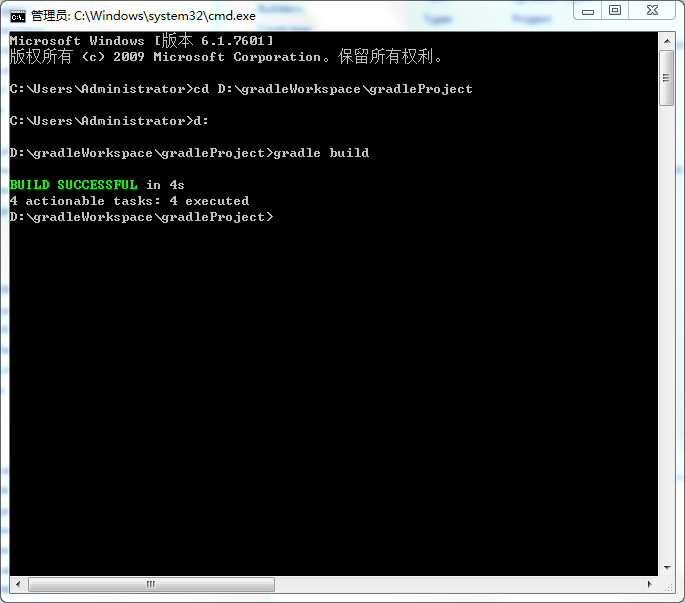 管理员: C:\Windows\system32\cmd.exe
Microsoft Windows [版本 6.1.7601]
版权所有 (c) 2009 Microsoft Corporation。保留所有权利。
C:\Users\Administrator>cd D:\gradleWorkspace\gradleProject
C:\Users\Administrator>d:
D:\gradleWorkspace\gradleProject>gradle build
BUILD SUCCESSFUL in 4s
4 actionable tasks: 4 executed
D:\gradleWorkspace\gradleProject>